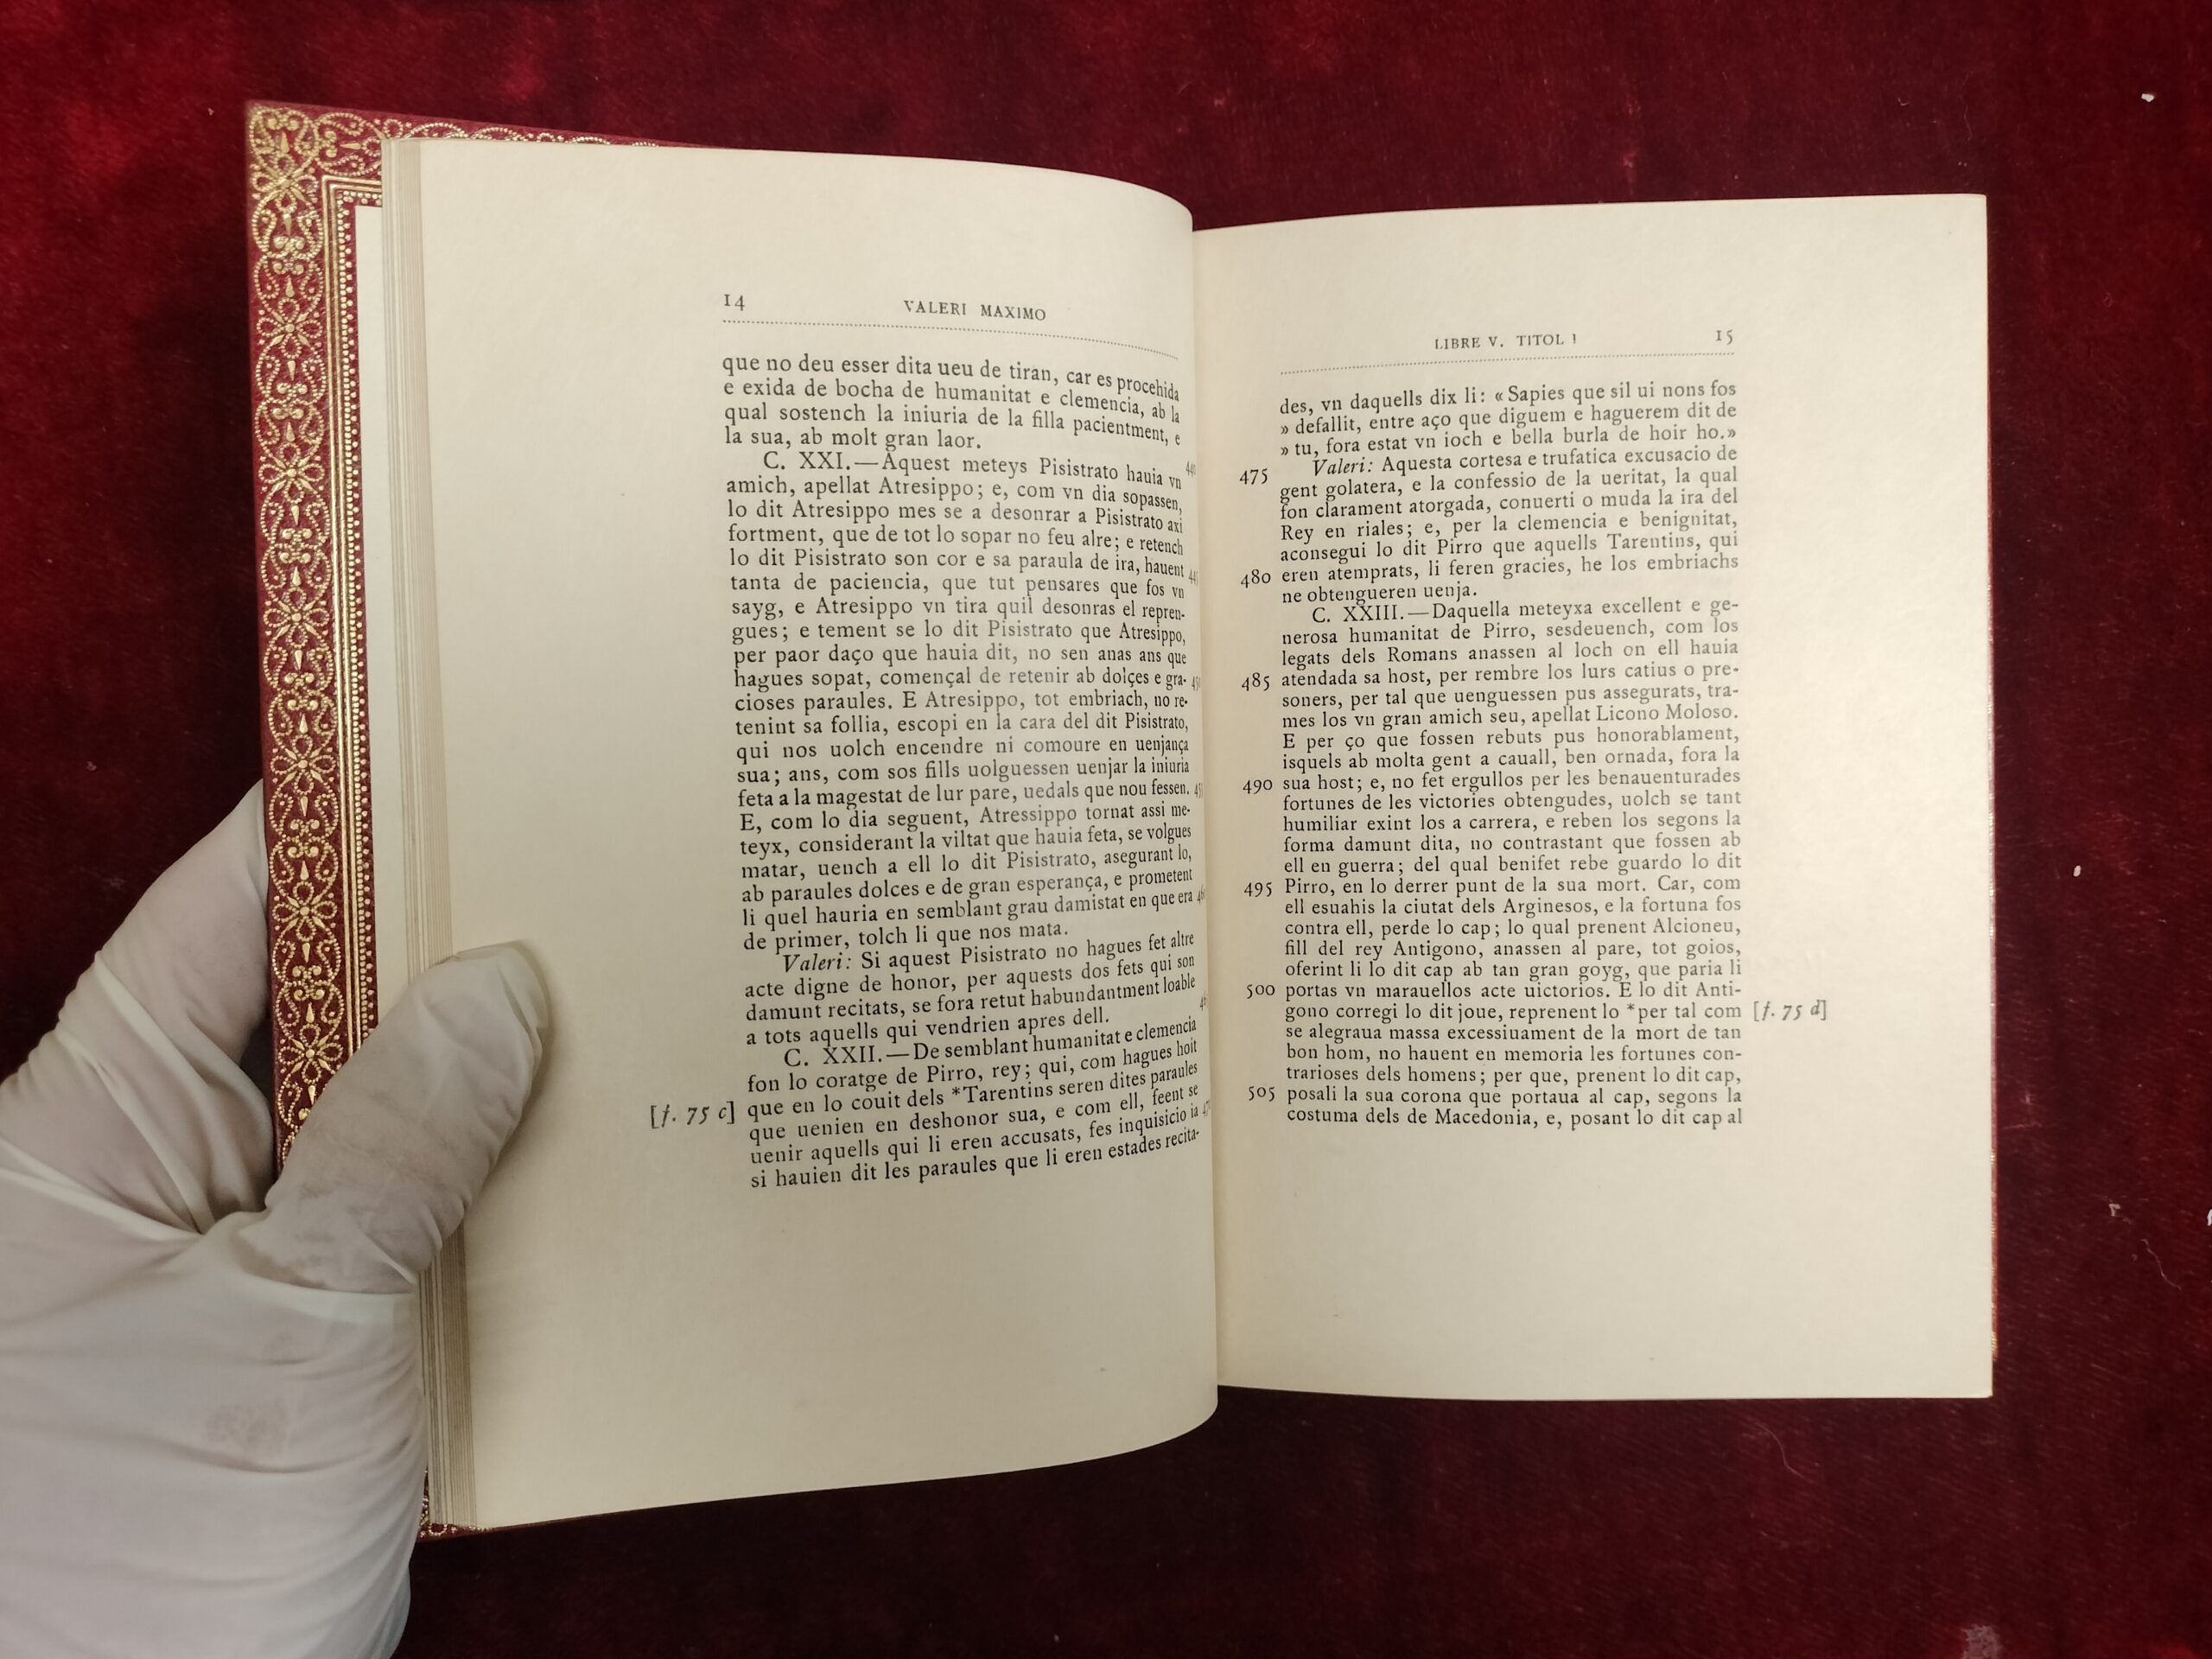 14 VALERI MAXIMO
que no deu esser dita ueu de tiran, car es procehida
e exida de bocha de humanitat e clemencia, ab la
qual sostench la iniuria de la filla pacientment, e
la sua, ab molt gran laor.
C. XXI.—Aquest meteys Pisistrato hauia vn
amich, apellat Atresippo; e, com vn dia sopassen,
lo dit Atresippo mes se a desonrar a Pisistrato axi
fortment, que de tot lo sopar no feu alre; e retench
lo dit Pisistrato son cor e sa paraula de ira, hauent
tanta de paciencia, que tut pensares que fos vn
sayg, e Atresippo vn tira quil desonras el repren-
gues; e tement se lo dit Pisistrato que Atresippo,
per paor daço que hauia dit, no sen anas ans que
hagues sopat, començal de retenir ab dolçes e gra-
cioses paraules. E Atresippo, tot embriach, no re-
tenint sa follia, escopi en la cara del dit Pisistrato,
qui nos uolch encendre ni comoure en uenjança
sua; ans, com sos fills uolguessen uenjar la iniuria
feta a la magestat de lur pare, uedals que nou fessen.
E, com lo dia seguent, Atressippo tornat assi me-
teyx, considerant la viltat que hauia feta, se volgues
matar, uench a ell lo dit Pisistrato, asegurant lo,
ab paraules dolces e de gran esperança, e prometent
li quel hauria en semblant grau damistat en que era
de primer, tolch li que nos mata.
Valeri: Si aquest Pisistrato no hagues fet altre
acte digne de honor, per aquests dos fets qui son
damunt recitats, se fora retut habundantment loable
a tots aquells qui vendrien apres dell.
C. XXII.—De semblant humanitat e clemencia
fon lo coratge de Pirro, rey; qui, com hagues hoit
[f. 75 c] que en lo couit dels *Tarentins seren dites paraules
que uenien en deshonor sua, e com ell, feent se
uenir aquells qui li eren accusats, fes inquisicio ia
si hauien dit les paraules que li eren estades recita-
LIBRE V. TITOL I 15
des, vn daquells dix li: « Sapies que sil ui nons fos
» defallit, entre aço que diguem e haguerem dit de
» tu, fora estat vn ioch e bella burla de hoir ho.»
475 Valeri: Aquesta cortesa e trufatica excusacio de
gent golatera, e la confessio de la ueritat, la qual
fon clarament atorgada, conuerti o muda la ira del
Rey en riales; e, per la clemencia e benignitat,
aconsegui lo dit Pirro que aquells Tarentins, qui
480 eren atemprats, li feren gracies, he los embriachs
ne obtengueren uenja.
C. XXIII.—Daquella meteyxa excellent e ge-
nerosa humanitat de Pirro, sesdeuench, com los
legats dels Romans anassen al loch on ell hauia
485 atendada sa host, per rembre los lurs catius o pre-
soners, per tal que uenguessen pus assegurats, tra-
mes los vn gran amich seu, apellat Licono Moloso.
E per ço que fossen rebuts pus honorablament,
isquels ab molta gent a cauall, ben ornada, fora la
490 sua host; e, no fet ergullos per les benauenturades
fortunes de les victories obtengudes, uolch se tant
humiliar exint los a carrera, e reben los segons la
forma damunt dita, no contrastant que fossen ab
ell en guerra; del qual benifet rebe guardo lo dit
495 Pirro, en lo derrer punt de la sua mort. Car, com
ell esuahis la ciutat dels Arginesos, e la fortuna fos
contra ell, perde lo cap; lo qual prenent Alcioneu,
fill del rey Antigono, anassen al pare, tot goios,
oferint li lo dit cap ab tan gran goyg, que paria li
500 portas vn marauellos acte uictorios. E lo dit Anti-
gono corregi lo dit joue, reprenent lo *per tal com [f. 75 d]
se alegraua massa excessiuament de la mort de tan
bon hom, no hauent en memoria les fortunes con-
trarioses dels homens; per que, prenent lo dit cap,
505 posali la sua corona que portaua al cap, segons la
costuma dels de Macedonia, e, posant lo dit cap al